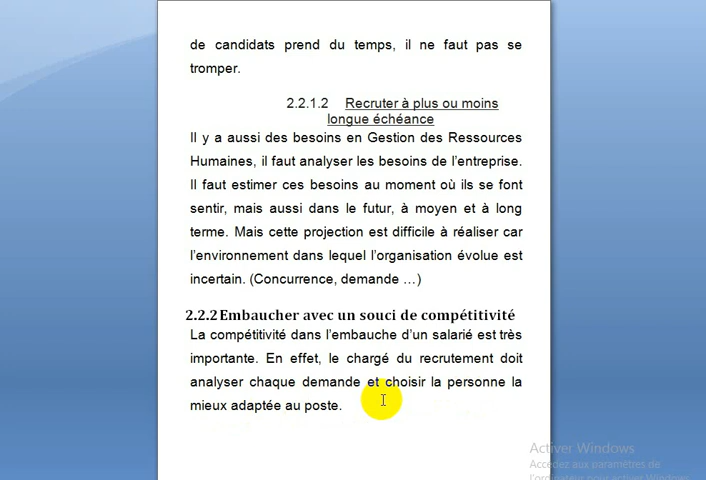 de candidats prend du temps, il ne faut pas se
tromper.
2.2.1.2 Recruter à plus ou moins
longue échéance
Il y a aussi des besoins en Gestion des Ressources
Humaines, il faut analyser les besoins de l'entreprise.
Il faut estimer ces besoins au moment où ils se font
sentir, mais aussi dans le futur, à moyen et à long
terme. Mais cette projection est difficile à réaliser car
l'environnement dans lequel l'organisation évolue est
incertain. (Concurrence, demande …)
2.2.2 Embaucher avec un souci de compétitivité
La compétitivité dans l'embauche d'un salarié est très
importante. En effet, le chargé du recrutement doit
analyser chaque demande et choisir la personne la
mieux adaptée au poste.
Activer Windows
Accédez aux paramètres de
l'ordinateur pour activer Windows.